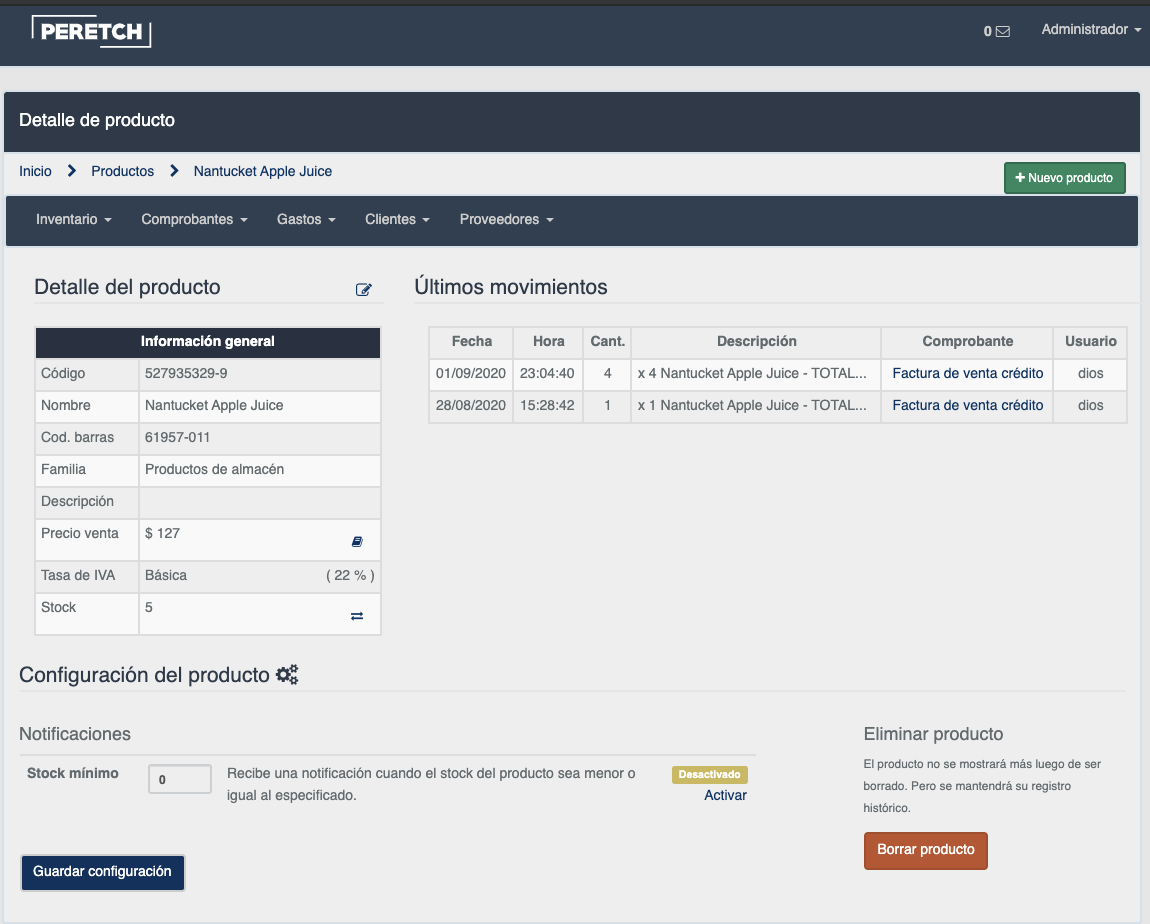 PERETCH
0
Administrador
Detalle de producto
Inicio Productos Nantucket Apple Juice
Nuevo producto
Inventario Comprobantes Gastos Clientes Proveedores
Detalle del producto
Información general
Código 527935329-9
Nombre Nantucket Apple Juice
Cod. barras 61957-011
Familia Productos de almacén
Descripción
Precio venta $ 127
Tasa de IVA Básica ( 22 % )
Stock 5
Últimos movimientos
Fecha Hora Cant. Descripción Comprobante Usuario
01/09/2020 23:04:40 4 x 4 Nantucket Apple Juice - TOTAL... Factura de venta crédito dios
28/08/2020 15:28:42 1 x 1 Nantucket Apple Juice - TOTAL... Factura de venta crédito dios
Configuración del producto
Notificaciones
Stock mínimo 0 Recibe una notificación cuando el stock del producto sea menor o
igual al especificado.
Desactivado
Activar
Guardar configuración
Eliminar producto
El producto no se mostrará más luego de ser
borrado. Pero se mantendrá su registro
histórico.
Borrar producto